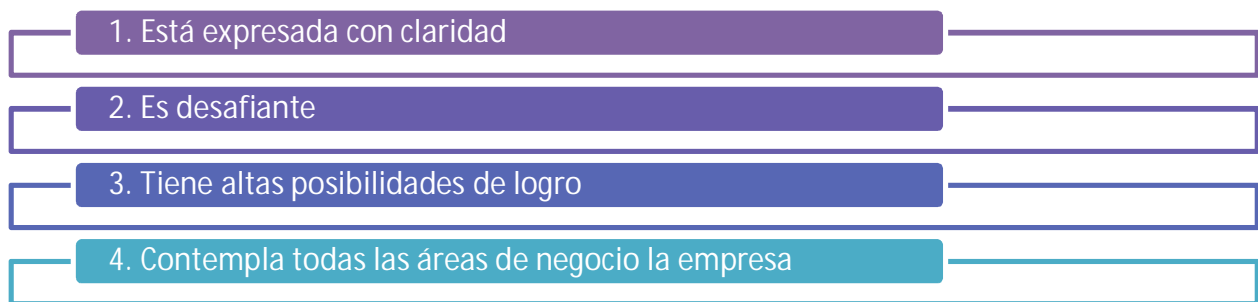 1. Está expresada con claridad
2. Es desafiante
3. Tiene altas posibilidades de logro
4. Contempla todas las áreas de negocio la empresa